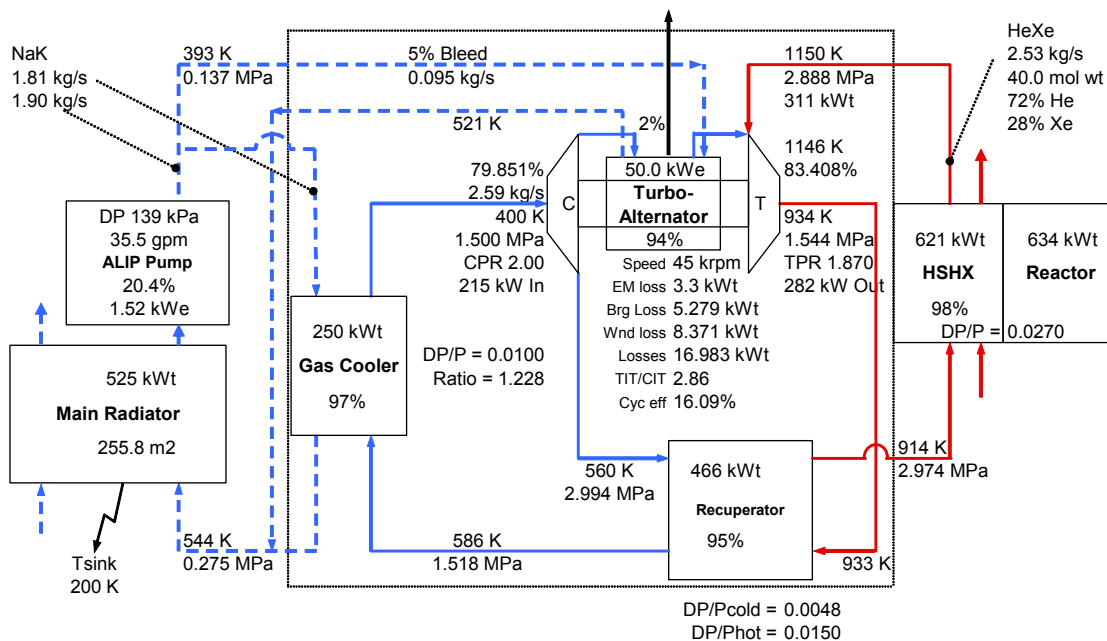 NaK
1.81 kg/s
1.90 kg/s
393 K
0.137 MPa
5% Bleed
0.095 kg/s
521 K
2%
1150 K
2.888 MPa
311 kWt
HeXe
2.53 kg/s
40.0 mol wt
72% He
28% Xe
1146 K
83.408%
79.851%
2.59 kg/s
400 K
1.500 MPa
CPR 2.00
215 kW In
C
50.0 kWe
Turbo-
Alternator
94%
T
934 K
1.544 MPa
TPR 1.870
282 kW Out
Speed 45 krpm
EM loss 3.3 kWt
Brg Loss 5.279 kWt
Wnd loss 8.371 kWt
Losses 16.983 kWt
TIT/CIT 2.86
Cyc eff 16.09%
DP 139 kPa
35.5 gpm
ALIP Pump
20.4%
1.52 kWe
621 kWt
HSHX
98%
DP/P = 0.0270
634 kWt
Reactor
250 kWt
Gas Cooler
97%
DP/P = 0.0100
Ratio = 1.228
525 kWt
Main Radiator
255.8 m2
560 K
2.994 MPa
466 kWt
Recuperator
95%
914 K
2.974 MPa
Tsink
200 K
544 K
0.275 MPa
586 K
1.518 MPa
933 K
DP/Pcold = 0.0048
DP/Phot = 0.0150